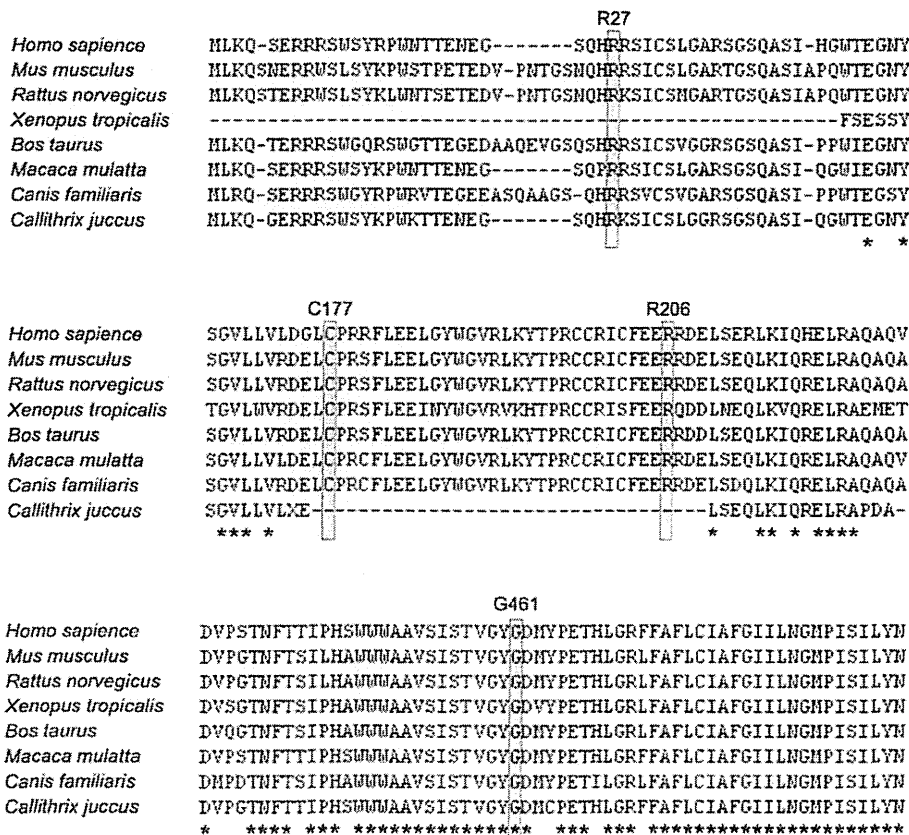 R27
Homo sapience MLKQ-SERRRSWSYRPWNTTENEG-------SQHRRSICSLGARSGSQASI-HGWTEGNY
Mus musculus MLKQSNERRWSLSYKPWSTPETEDV-PNTGSNQHRRSICSLGARTGSQASIAPQWTEGNY
Rattus norvegicus MLKQSTERRWSLSYKLWNTSETEDV-PNTGSNQHRKSICSMGARTGSQASIAPQWTEGNY
Xenopus tropicalis -------------------------------------------------------FSESSY
Bos taurus MLKQ-TERRRSWGQRSWGTTEGEDAAQEVGSQSHRRSICSVGGRSGSQASI-PPWIEGNY
Macaca mulatta MLKQ-SERRRSWSYKPWNTTENEG-------SQPRRSICSLGARSGSQASI-QGWIEGNY
Canis familiaris MLRQ-SERRRSWGYRPWRVTEGEEASQAAGS-QHRRSVCSVGARSGSQASI-PPWTEGSY
Callithrix juccus MLKQ-GERRRSWSYKPWKTTENEG-------SQHRKSICSLGGRSGSQASI-QGWTEGNY
* *
C177 R206
Homo sapience SGVLLVLDGLCPRRFLEELGYWGVRLKYTPRCCRICFEERRDELSERLKIQHELRAQAQV
Mus musculus SGVLLVRDELCPRSFLEELGYWGVRLKYTPRCCRICFEERRDELSEQLKIQRELRAQAQA
Rattus norvegicus SGVLLVRDELCPRSFLEELGYWGVRLKYTPRCCRICFEERRDELSEQLKIQRELRAQAQA
Xenopus tropicalis TGVLWVRDELCPRSFLEEINYWGVRVKHTPRCCRISFEERQDDLNEQLKVQRELRAEMET
Bos taurus SGVLLVRDELCPRSFLEELGYWGVRLKYTPRCCRICFEERRDDLSEQLKIQRELRAQAQA
Macaca mulatta SGVLLVLDELCPRCFLEELGYWGVRLKYTPRCCRICFEERRDELSEQLKIQRELRAQAQV
Canis familiaris SGVLLVRDELCPRCFLEELGYWGVRLKYTPRCCRICFEERRDELSDQLKIQRELRAQAQA
Callithrix juccus SGVLLVLXE----------------------------------LSEQLKIQRELRAPDA-
*** * * ** * ****
G461
Homo sapience DVPSTNFTTIPHSWWWAAVSISTVGYGDMYPETHLGRFFAFLCIAFGIILNGMPISILYN
Mus musculus DVPGTNFTSILHAWWWAAVSISTVGYGDMYPETHLGRLFAFLCIAFGIILNGMPISILYN
Rattus norvegicus DVPGTNFTSIPHAWWWAAVSISTVGYGDMYPETHLGRLFAFLCIAFGIILNGMPISILYN
Xenopus tropicalis DVSGTNFTSIPHAWWWAAVSISTVGYGDVYPETHLGRLFAFLCIAFGIILNGMPISILYN
Bos taurus DVQGTNFTSIPHAWWWAAVSISTVGYGDMYPETHLGRLFAFLCIAFGIILNGMPISILYN
Macaca mulatta DVPSTNFTTIPHSWWWAAVSISTVGYGDMYPETHLGRFFAFLCIAFGIILNGMPISILYN
Canis familiaris DMPDTNFTSIPHAWWWAAVSISTVGYGDMYPETILGRLFAFLCIAFGIILNGMPISILYN
Callithrix juccus DVPGTNFTTIPHSWWWAAVSISTVGYGDMCPETHLGRFFAFLCIAFGIILNGMPISILYN
* **** *** *************** *** *** **********************